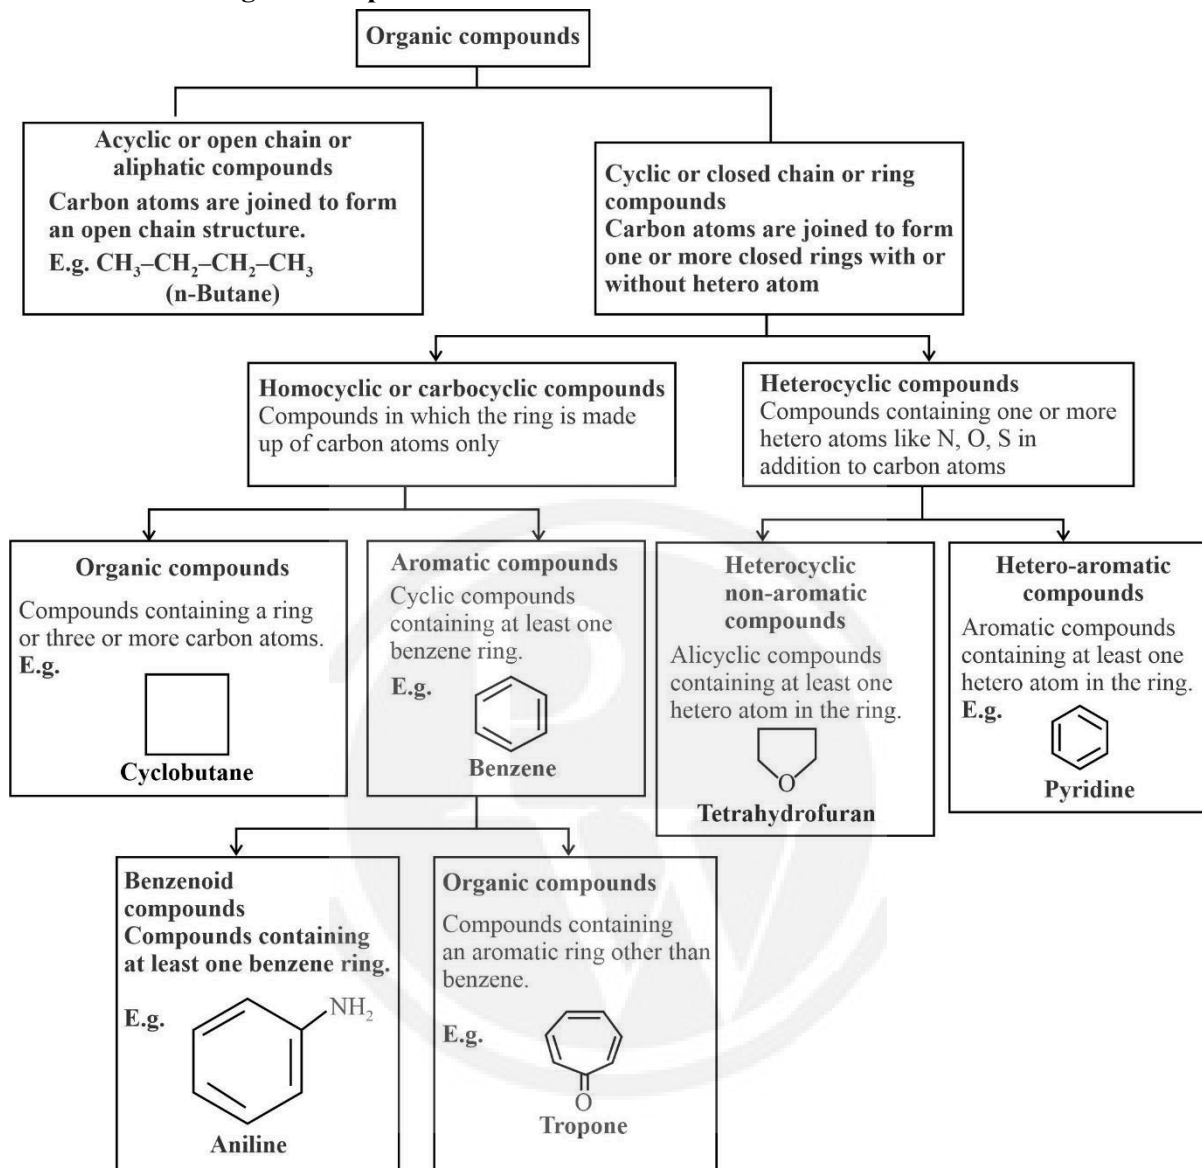 Organic compounds
Acyclic or open chain or
aliphatic compounds
Carbon atoms are joined to form
an open chain structure.
E.g. CH₃–CH₂–CH₂–CH₃
(n-Butane)
Cyclic or closed chain or ring
compounds
Carbon atoms are joined to form
one or more closed rings with or
without hetero atom
Homocyclic or carbocyclic compounds
Compounds in which the ring is made
up of carbon atoms only
Heterocyclic compounds
Compounds containing one or more
hetero atoms like N, O, S in
addition to carbon atoms
Organic compounds
Compounds containing a ring
or three or more carbon atoms.
E.g.
Cyclobutane
Aromatic compounds
Cyclic compounds
containing at least one
benzene ring.
E.g.
Benzene
Heterocyclic
non-aromatic
compounds
Alicyclic compounds
containing at least one
hetero atom in the ring.
O
Tetrahydrofuran
Hetero-aromatic
compounds
Aromatic compounds
containing at least one
hetero atom in the ring.
E.g.
Pyridine
Benzenoid
compounds
Compounds containing
at least one benzene ring.
E.g.
NH₂
Aniline
Organic compounds
Compounds containing
an aromatic ring other than
benzene.
E.g.
O
Tropone